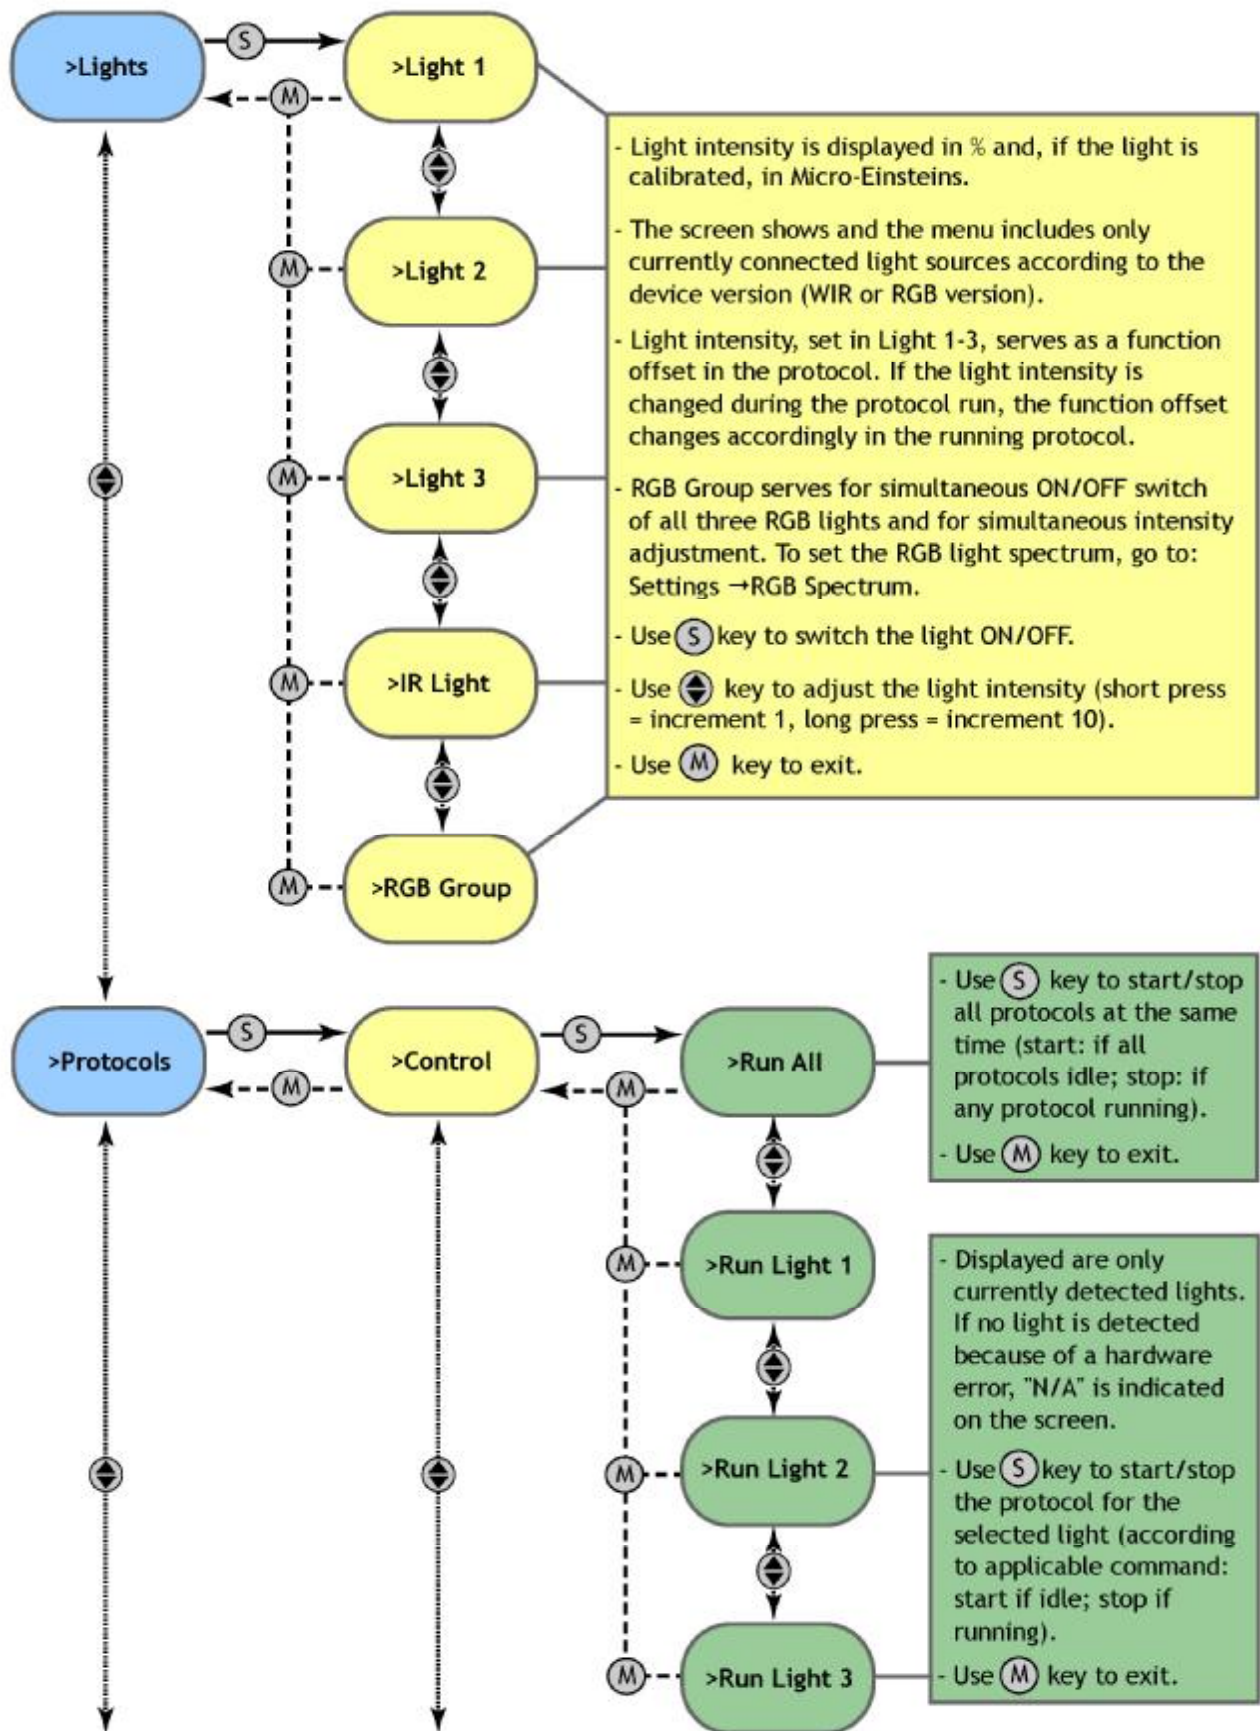 >Lights
S
>Light 1
M
- Light intensity is displayed in % and, if the light is
calibrated, in Micro-Einsteins.
- The screen shows and the menu includes only
currently connected light sources according to the
device version (WIR or RGB version).
M
>Light 2
- Light intensity, set in Light 1-3, serves as a function
offset in the protocol. If the light intensity is
changed during the protocol run, the function offset
changes accordingly in the running protocol.
M
>Light 3
- RGB Group serves for simultaneous ON/OFF switch
of all three RGB lights and for simultaneous intensity
adjustment. To set the RGB light spectrum, go to:
Settings →RGB Spectrum.
- Use S key to switch the light ON/OFF.
M
>IR Light
- Use key to adjust the light intensity (short press
= increment 1, long press = increment 10).
- Use M key to exit.
M
>RGB Group
>Protocols
S
>Control
S
>Run All
M
M
- Use S key to start/stop
all protocols at the same
time (start: if all
protocols idle; stop: if
any protocol running).
- Use M key to exit.
M
>Run Light 1
- Displayed are only
currently detected lights.
If no light is detected
because of a hardware
error, "N/A" is indicated
on the screen.
M
>Run Light 2
- Use S key to start/stop
the protocol for the
selected light (according
to applicable command:
start if idle; stop if
running).
M
>Run Light 3
- Use M key to exit.